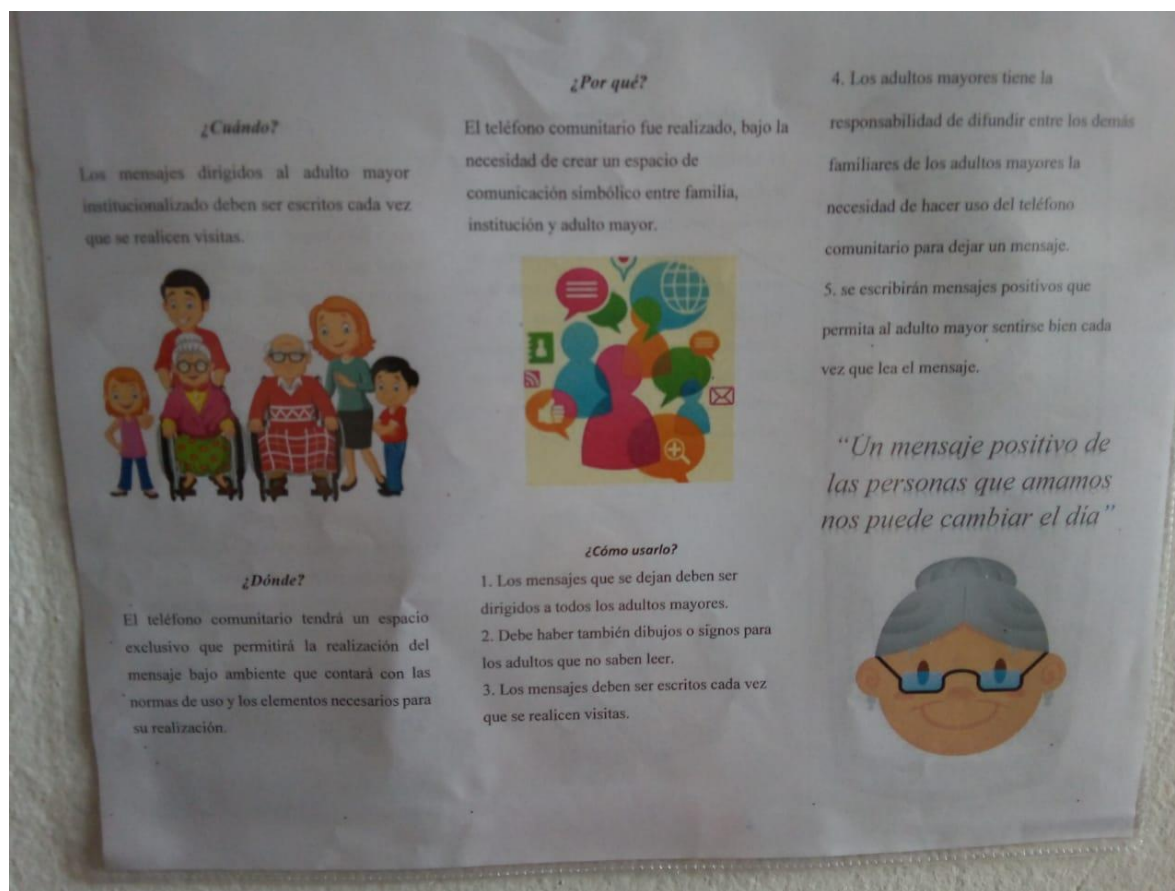 ¿Cuándo?
Los mensajes dirigidos al adulto mayor
institucionalizado deben ser escritos cada vez
que se realicen visitas.
¿Dónde?
El teléfono comunitario tendrá un espacio
exclusivo que permitirá la realización del
mensaje bajo ambiente que contará con las
normas de uso y los elementos necesarios para
su realización.
¿Por qué?
El teléfono comunitario fue realizado, bajo la
necesidad de crear un espacio de
comunicación simbólico entre familia,
institución y adulto mayor.
¿Cómo usarlo?
1. Los mensajes que se dejan deben ser
dirigidos a todos los adultos mayores.
2. Debe haber también dibujos o signos para
los adultos que no saben leer.
3. Los mensajes deben ser escritos cada vez
que se realicen visitas.
4. Los adultos mayores tiene la
responsabilidad de difundir entre los demás
familiares de los adultos mayores la
necesidad de hacer uso del teléfono
comunitario para dejar un mensaje.
5. se escribirán mensajes positivos que
permita al adulto mayor sentirse bien cada
vez que lea el mensaje.
“Un mensaje positivo de
las personas que amamos
nos puede cambiar el día”